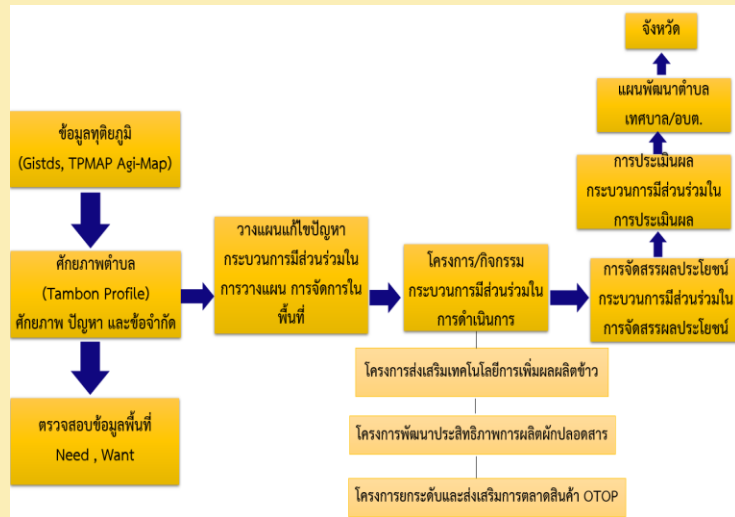 จังหวัด
แผนพัฒนาตำบล
เทศบาล/อบต.
การประเมินผล
กระบวนการมีส่วนร่วมใน
การประเมินผล
ข้อมูลทุติยภูมิ
(Gistds, TPMAP Agi-Map)
ศักยภาพตำบล
(Tambon Profile)
ศักยภาพ ปัญหา และข้อจำกัด
ตรวจสอบข้อมูลพื้นที่
Need , Want
วางแผนแก้ไขปัญหา
กระบวนการมีส่วนร่วมใน
การวางแผน การจัดการใน
พื้นที่
โครงการ/กิจกรรม
กระบวนการมีส่วนร่วมใน
การดำเนินการ
การจัดสรรผลประโยชน์
กระบวนการมีส่วนร่วมใน
การจัดสรรผลประโยชน์
โครงการส่งเสริมเทคโนโลยีการเพิ่มผลผลิตข้าว
โครงการพัฒนาประสิทธิภาพการผลิตผักปลอดสาร
โครงการยกระดับและส่งเสริมการตลาดสินค้า OTOP